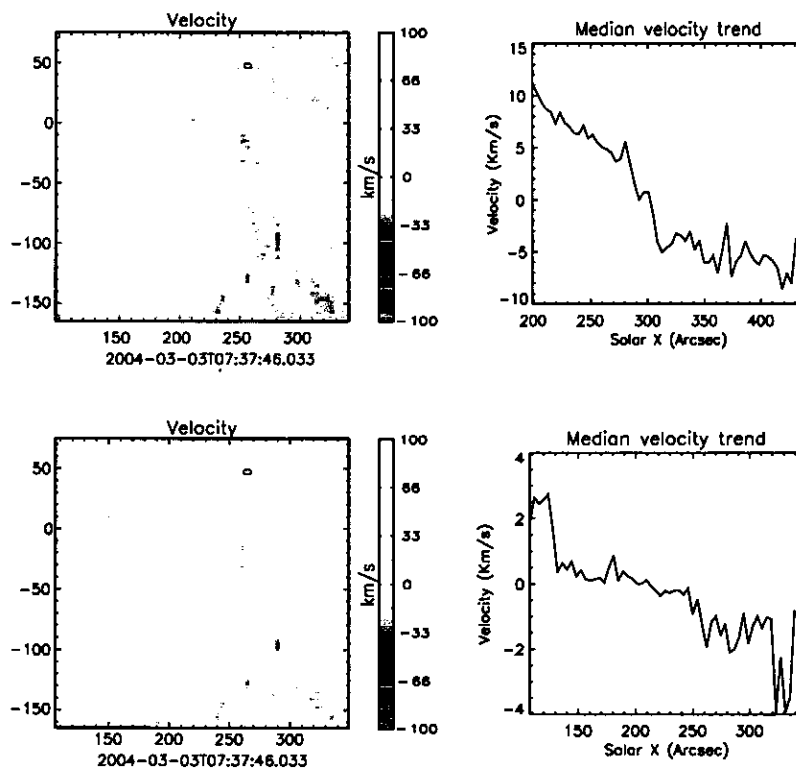 Velocity
50
0
-50
-100
-150
150 200 250 300
2004-03-03T07:37:46.033
100
66
33
0
-33
-66
-100
km/s
Median velocity trend
15
10
5
0
-5
-10
Velocity (Km/s)
200 250 300 350 400
Solar X (Arcsec)
Velocity
50
0
-50
-100
-150
150 200 250 300
2004-03-03T07:37:46.033
100
66
33
0
-33
-66
-100
km/s
Median velocity trend
4
2
0
-2
-4
Velocity (Km/s)
150 200 250 300
Solar X (Arcsec)